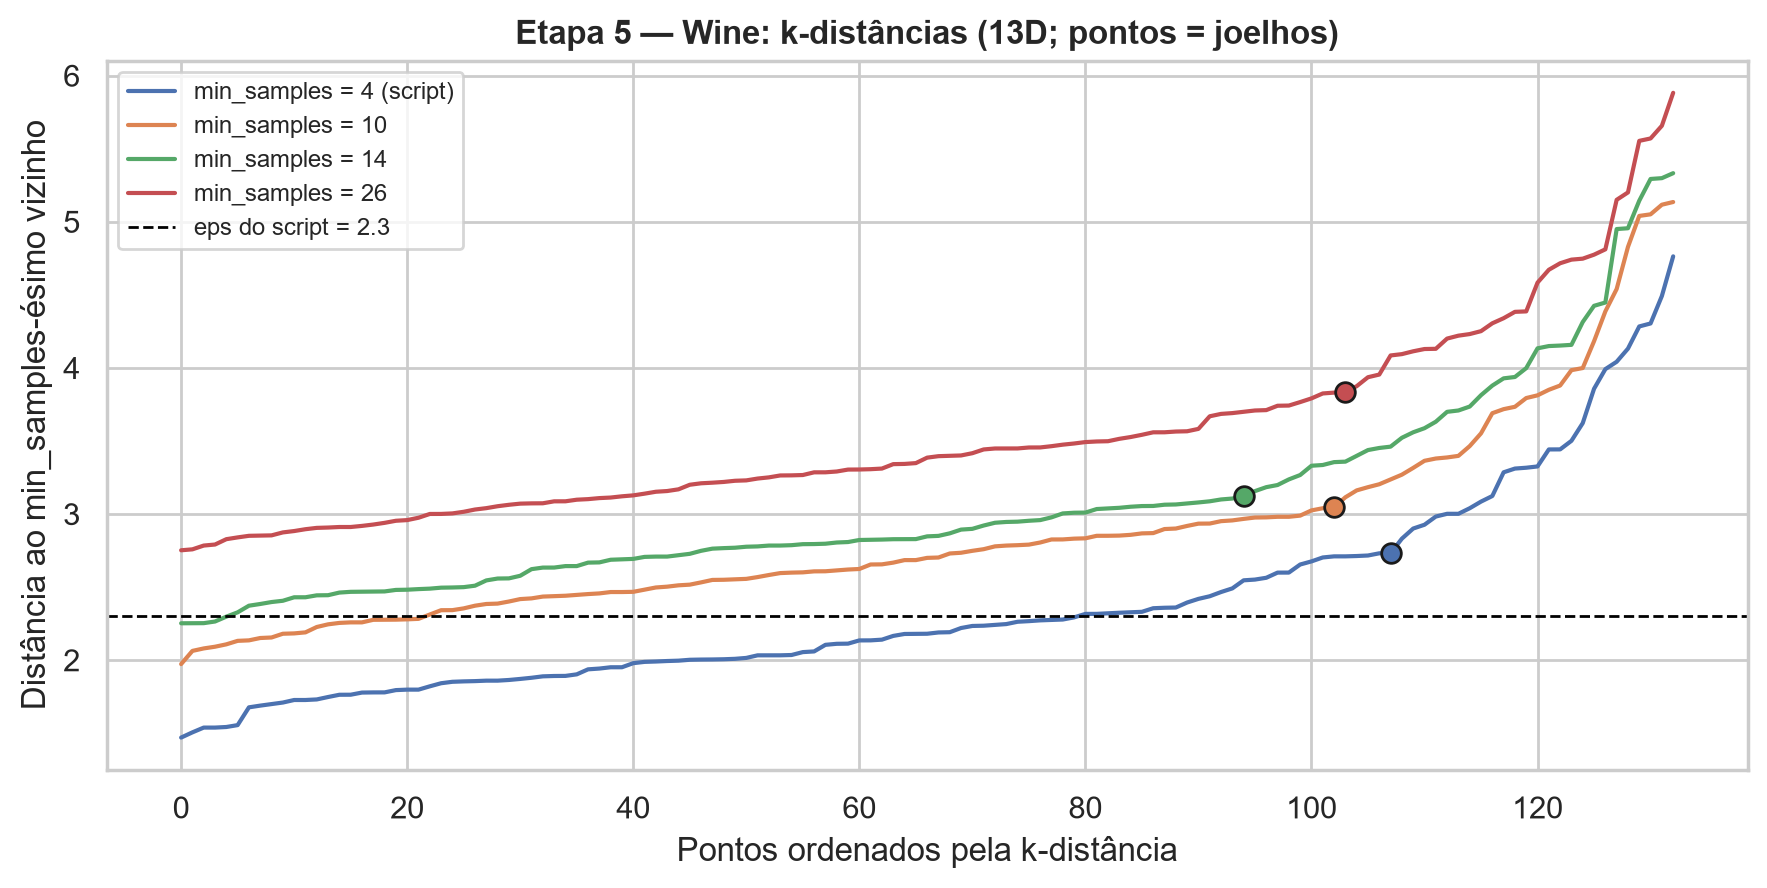 Etapa 5 — Wine: k-distâncias (13D; pontos = joelhos)
Distância ao min_samples-ésimo vizinho
6
5
4
3
2
min_samples = 4 (script)
min_samples = 10
min_samples = 14
min_samples = 26
eps do script = 2.3
0
20
40
60
80
100
120
Pontos ordenados pela k-distância